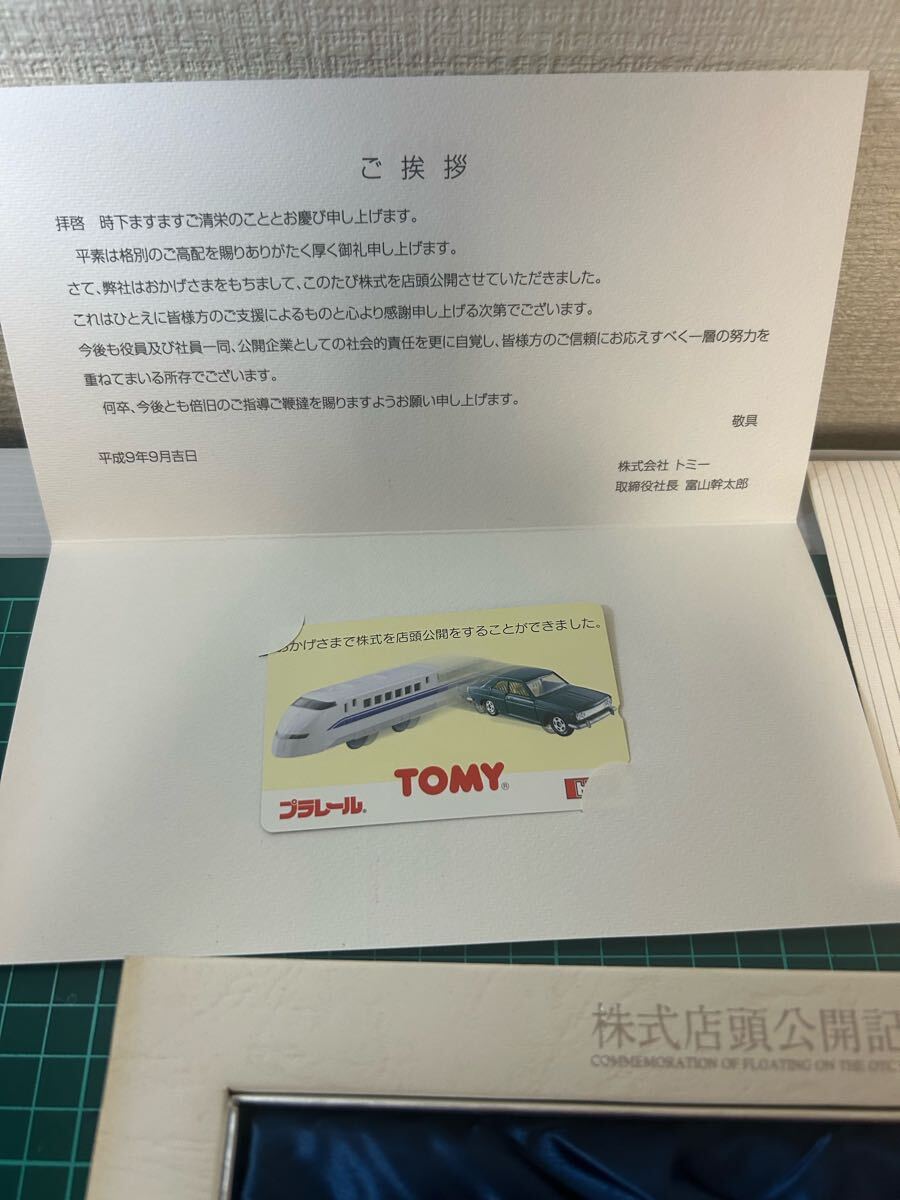 ご挨拶
拝啓 時下ますますご清栄のこととお慶び申し上げます。
平素は格別のご高配を賜りありがたく厚く御礼申し上げます。
さて、弊社はおかげさまをもちまして、このたび株式を店頭公開させていただきました。
これはひとえに皆様方のご支援によるものと心より感謝申し上げる次第でございます。
今後も役員及び社員一同、公開企業としての社会的責任を更に自覚し、皆様方のご信頼にお応えすべく一層の努力を
重ねてまいる所存でございます。
何卒、今後とも倍旧のご指導ご鞭撻を賜りますようお願い申し上げます。
敬具
平成9年9月吉日
株式会社 トミー
取締役社長 富山幹太郎
おかげさまで株式を店頭公開をすることができました。
TOMY®
プラレール®
株式店頭公開記
COMMEMORATION OF FLOATING ON THE OTC